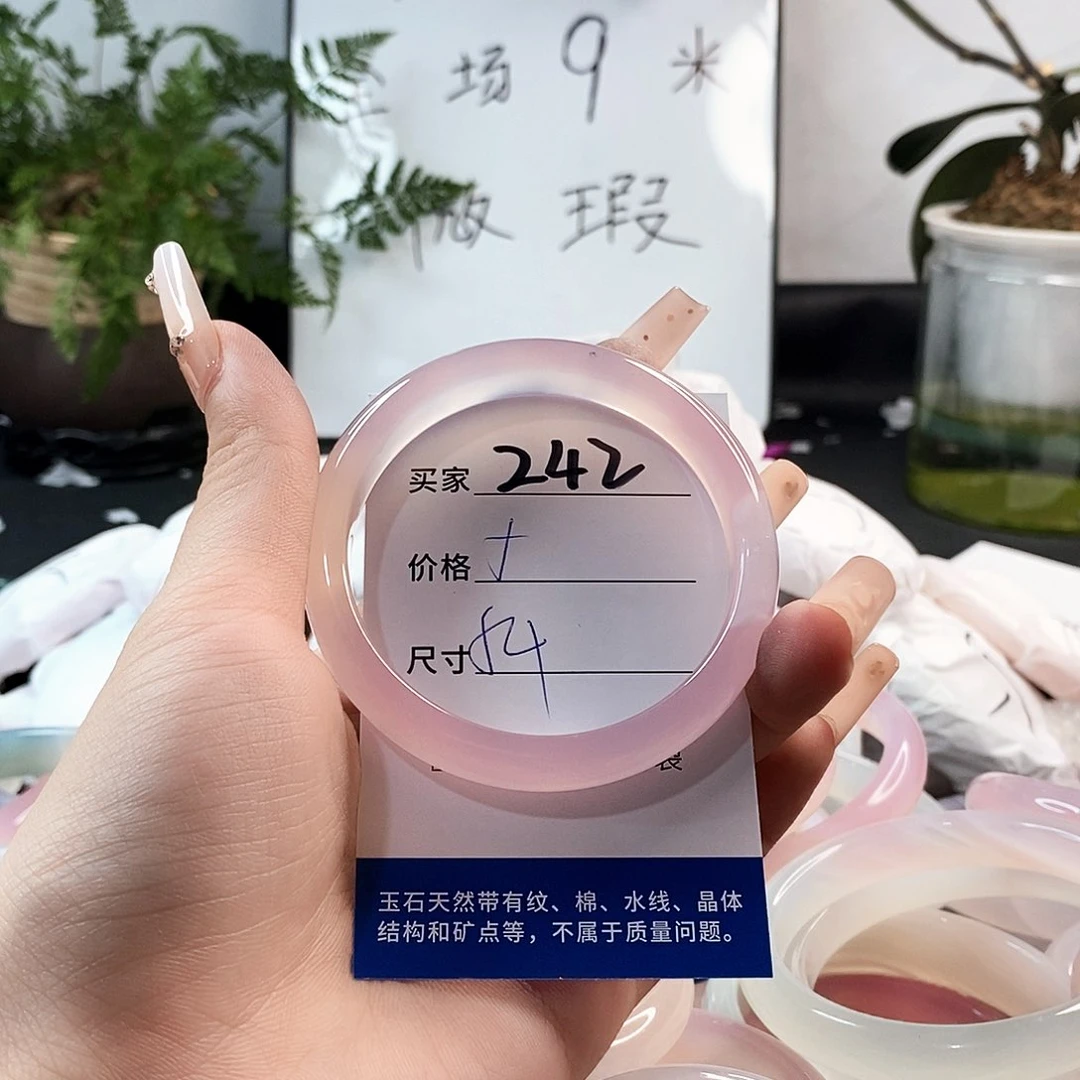 场9米
微瑕
买家 242
价格
尺寸 54
玉石天然带有纹、棉、水线、晶体
结构和矿点等，不属于质量问题。